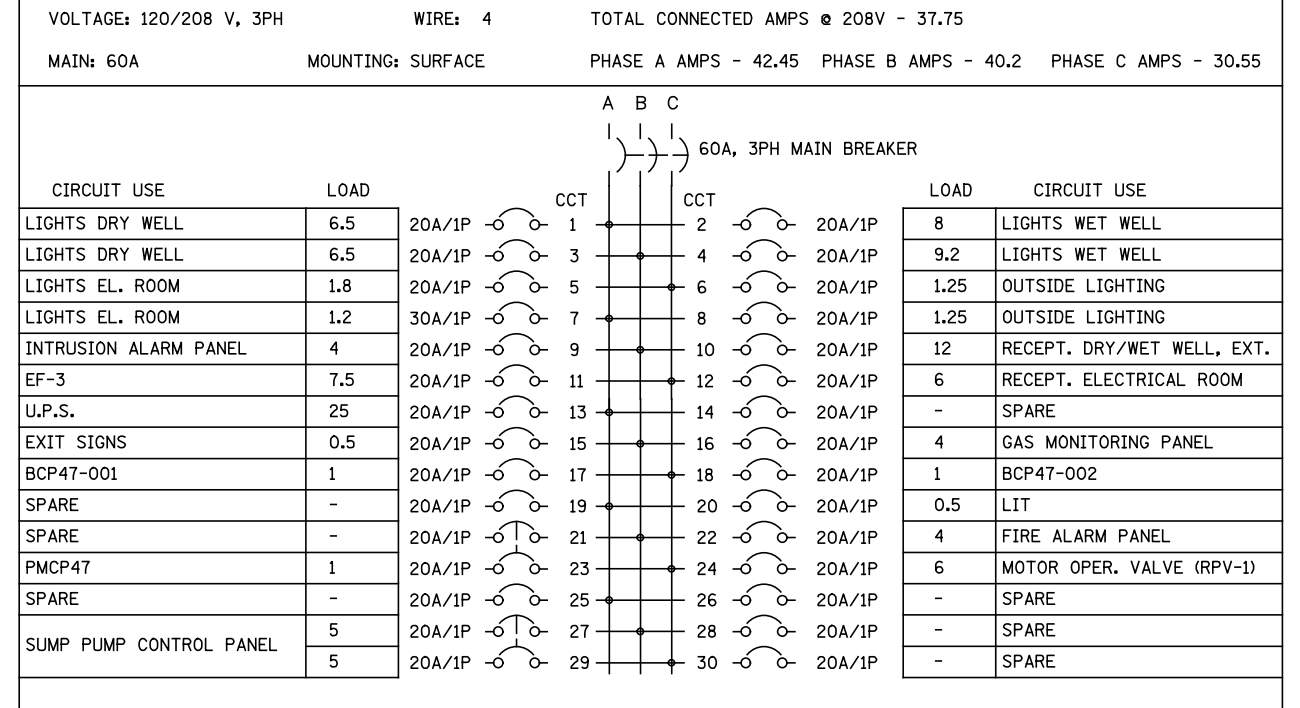 VOLTAGE: 120/208 V, 3PH WIRE: 4 TOTAL CONNECTED AMPS @ 208V - 37.75
MAIN: 60A MOUNTING: SURFACE PHASE A AMPS - 42.45 PHASE B AMPS - 40.2 PHASE C AMPS - 30.55
A B C
60A, 3PH MAIN BREAKER
CIRCUIT USE LOAD CCT CCT LOAD CIRCUIT USE
LIGHTS DRY WELL 6.5 20A/1P 1 2 20A/1P 8 LIGHTS WET WELL
LIGHTS DRY WELL 6.5 20A/1P 3 4 20A/1P 9.2 LIGHTS WET WELL
LIGHTS EL. ROOM 1.8 20A/1P 5 6 20A/1P 1.25 OUTSIDE LIGHTING
LIGHTS EL. ROOM 1.2 30A/1P 7 8 20A/1P 1.25 OUTSIDE LIGHTING
INTRUSION ALARM PANEL 4 20A/1P 9 10 20A/1P 12 RECEPT. DRY/WET WELL, EXT.
EF-3 7.5 20A/1P 11 12 20A/1P 6 RECEPT. ELECTRICAL ROOM
U.P.S. 25 20A/1P 13 14 20A/1P - SPARE
EXIT SIGNS 0.5 20A/1P 15 16 20A/1P 4 GAS MONITORING PANEL
BCP47-001 1 20A/1P 17 18 20A/1P 1 BCP47-002
SPARE - 20A/1P 19 20 20A/1P 0.5 LIT
SPARE - 20A/1P 21 22 20A/1P 4 FIRE ALARM PANEL
PMCP47 1 20A/1P 23 24 20A/1P 6 MOTOR OPER. VALVE (RPV-1)
SPARE - 20A/1P 25 26 20A/1P - SPARE
SUMP PUMP CONTROL PANEL 5 20A/1P 27 28 20A/1P - SPARE
5 20A/1P 29 30 20A/1P - SPARE